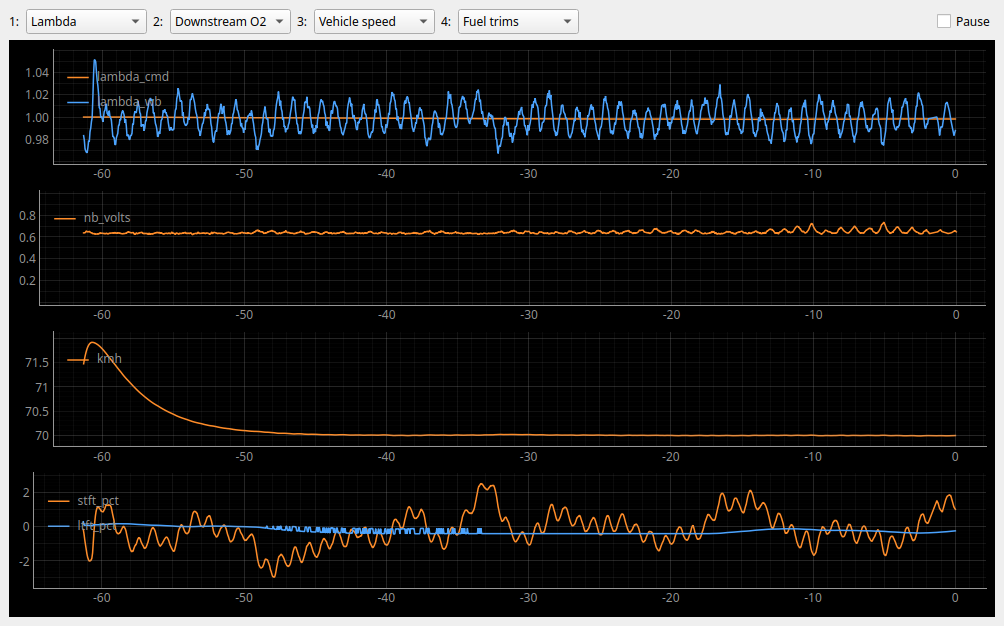 1: Lambda 2: Downstream O2 3: Vehicle speed 4: Fuel trims Pause
lambda_cmd
lambda_wb
1.04
1.02
1.00
0.98
-60 -50 -40 -30 -20 -10 0
nb_volts
0.8
0.6
0.4
0.2
-60 -50 -40 -30 -20 -10 0
kmh
71.5
71
70.5
70
-60 -50 -40 -30 -20 -10 0
stft_pct
ltft_pct
2
0
-2
-60 -50 -40 -30 -20 -10 0